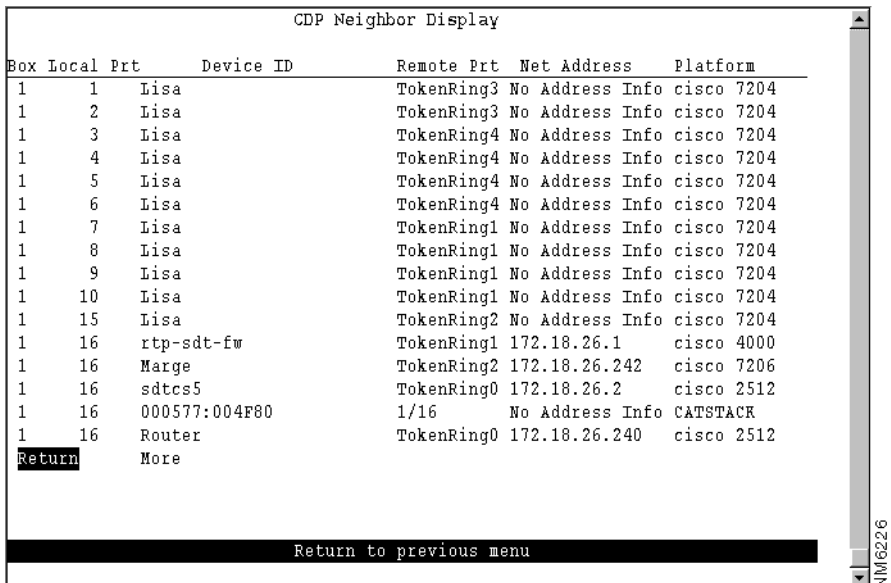 CDP Neighbor Display
Box Local Prt Device ID Remote Prt Net Address Platform
1 1 Lisa TokenRing3 No Address Info cisco 7204
1 2 Lisa TokenRing3 No Address Info cisco 7204
1 3 Lisa TokenRing4 No Address Info cisco 7204
1 4 Lisa TokenRing4 No Address Info cisco 7204
1 5 Lisa TokenRing4 No Address Info cisco 7204
1 6 Lisa TokenRing4 No Address Info cisco 7204
1 7 Lisa TokenRing1 No Address Info cisco 7204
1 8 Lisa TokenRing1 No Address Info cisco 7204
1 9 Lisa TokenRing1 No Address Info cisco 7204
1 10 Lisa TokenRing1 No Address Info cisco 7204
1 15 Lisa TokenRing2 No Address Info cisco 7204
1 16 rtp-sdt-fw TokenRing1 172.18.26.1 cisco 4000
1 16 Marge TokenRing2 172.18.26.242 cisco 7206
1 16 sdtcs5 TokenRing0 172.18.26.2 cisco 2512
1 16 000577:004F80 1/16 No Address Info CATSTACK
1 16 Router TokenRing0 172.18.26.240 cisco 2512
Return More
Return to previous menu
NM6226